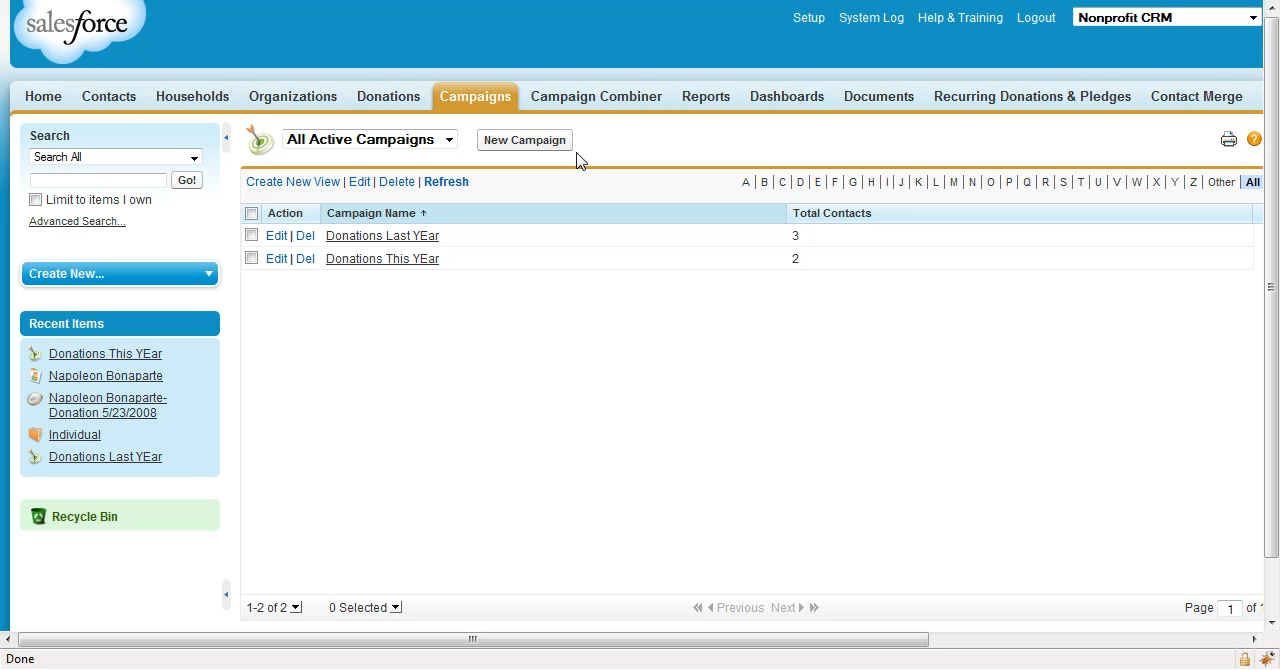 salesforce
Setup System Log Help & Training Logout Nonprofit CRM
Home Contacts Households Organizations Donations Campaigns Campaign Combiner Reports Dashboards Documents Recurring Donations & Pledges Contact Merge
Search
Search All
Go!
Limit to items I own
Advanced Search...
Create New...
Recent Items
Donations This YEar
Napoleon Bonaparte
Napoleon Bonaparte-
Donation 5/23/2008
Individual
Donations Last YEar
Recycle Bin
All Active Campaigns New Campaign
Create New View | Edit | Delete | Refresh A | B | C | D | E | F | G | H | I | J | K | L | M | N | O | P | Q | R | S | T | U | V | W | X | Y | Z | Other | All
Action Campaign Name ↑ Total Contacts
Edit | Del Donations Last YEar 3
Edit | Del Donations This YEar 2
1-2 of 2 0 Selected Previous Next Page 1 of 1
Done